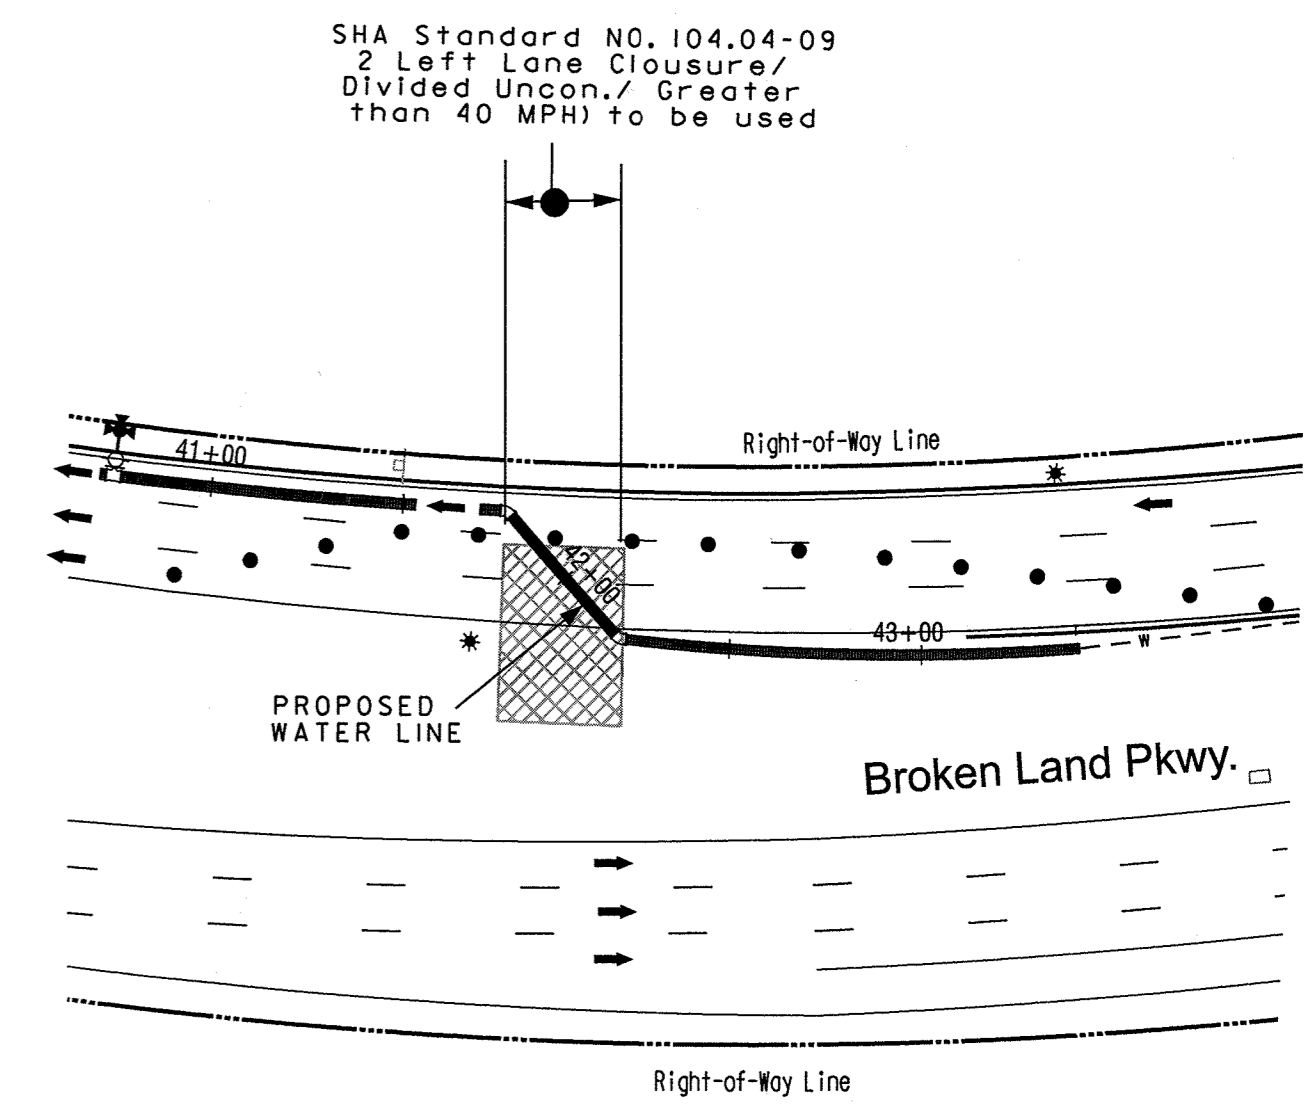 SHA Standard NO. 104.04-09
2 Left Lane Clousure/
Divided Uncon./ Greater
than 40 MPH) to be used
Right-of-Way Line
41+00
42+00
43+00
W
PROPOSED
WATER LINE
Broken Land Pkwy.
Right-of-Way Line